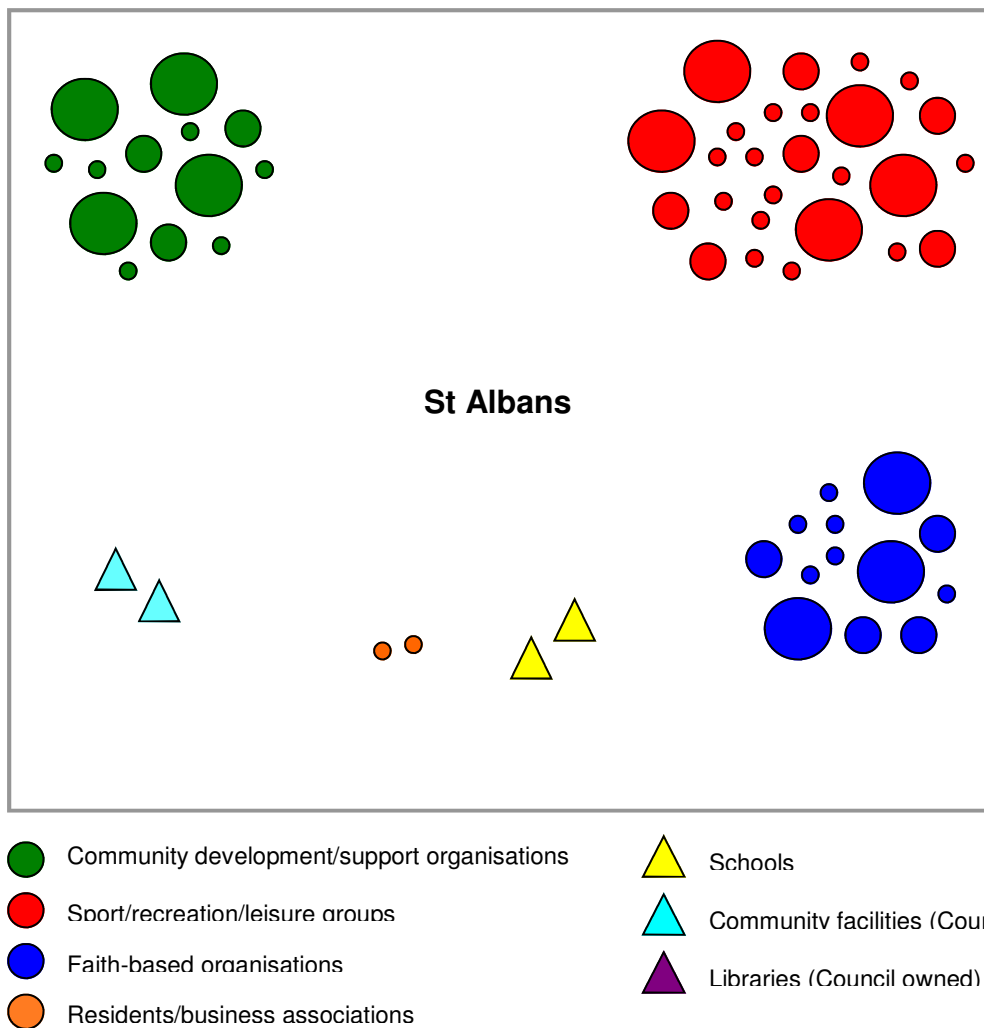 St Albans
Community development/support organisations
Sport/recreation/leisure groups
Faith-based organisations
Residents/business associations
Schools
Community facilities (Cou
Libraries (Council owned)